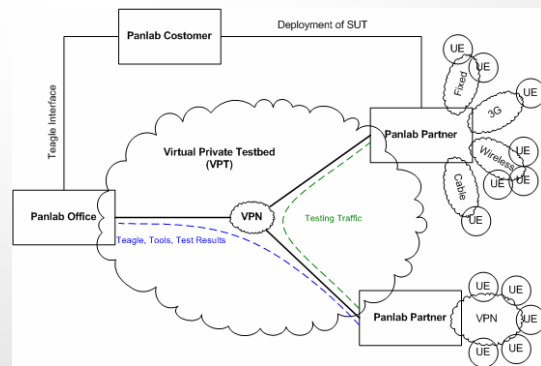 Panlab Costomer
Deployment of SUT
Teagle Interface
Virtual Private Testbed
(VPT)
Panlab Partner
Fixed
3G
Wireless
Cable
UE
UE
UE
UE
UE
UE
UE
UE
Panlab Office
VPN
Testing Traffic
Teagle, Tools, Test Results
Panlab Partner
VPN
UE
UE
UE
UE
UE